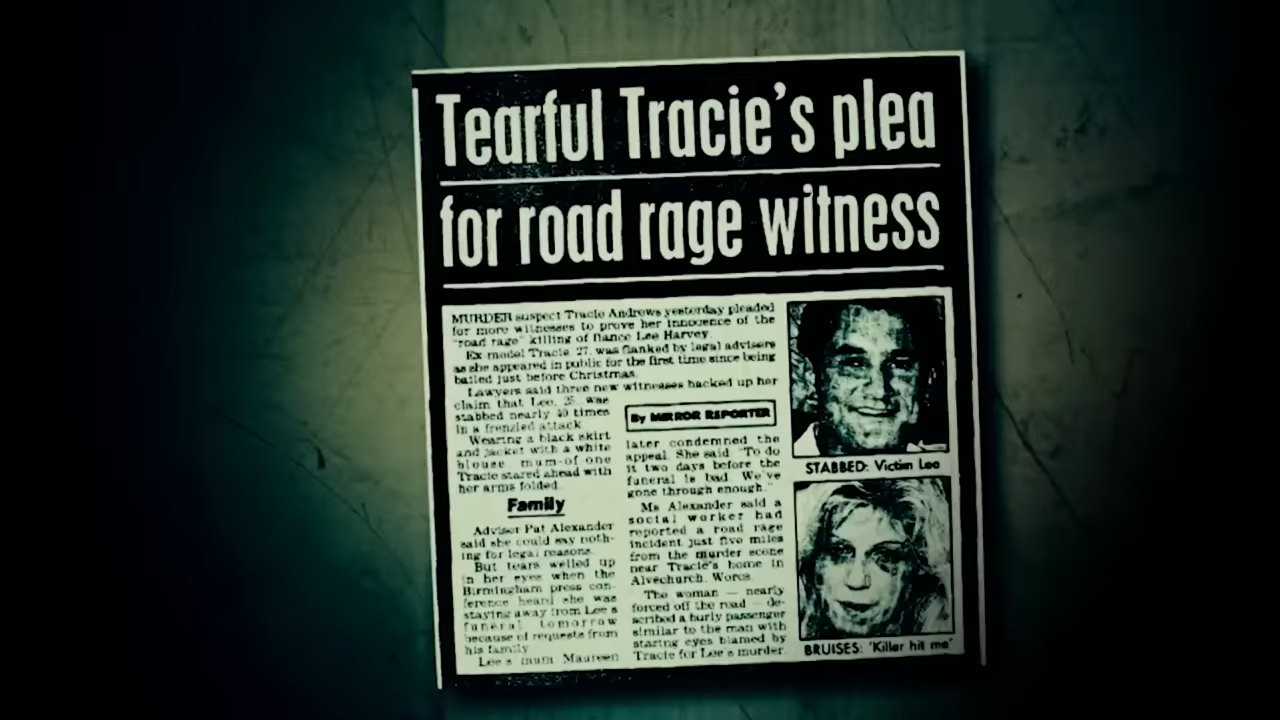 Tearful Tracie's plea
for road rage witness
MURDER suspect Tracie Andrews yesterday pleaded
for more witnesses to prove her innocence of the
"road rage" killing of fiance Lee Harvey.
Ex-model Tracie, 27, was flanked by legal advisers
as she appeared in public for the first time since being
bailed just before Christmas.
Lawyers said three new witnesses backed up her
claim that Lee, was
stabbed nearly 40 times
in a frenzied attack.
Wearing a black skirt
and jacket with a white
blouse mum-of-one
Tracie stared ahead with
her arms folded.
Family
Adviser Pat Alexander
said she could say noth-
ing for legal reasons.
But tears welled up
in her eyes when the
Birmingham press con-
ference heard she was
staying away from Lee's
funeral tomorrow
because of requests from
his family.
Lee's mum Maureen
By MIRROR REPORTER
later condemned the
appeal. She said: "To do
it two days before the
funeral is bad. We've
gone through enough."
Ms Alexander said a
social worker had
reported a road rage
incident just five miles
from the murder scene
near Tracie's home in
Alvechurch, Worcs.
The woman — nearly
forced off the road — de-
scribed a burly passenger
similar to the man with
staring eyes blamed by
Tracie for Lee's murder.
STABBED: Victim Lee
BRUISES: 'Killer hit me'